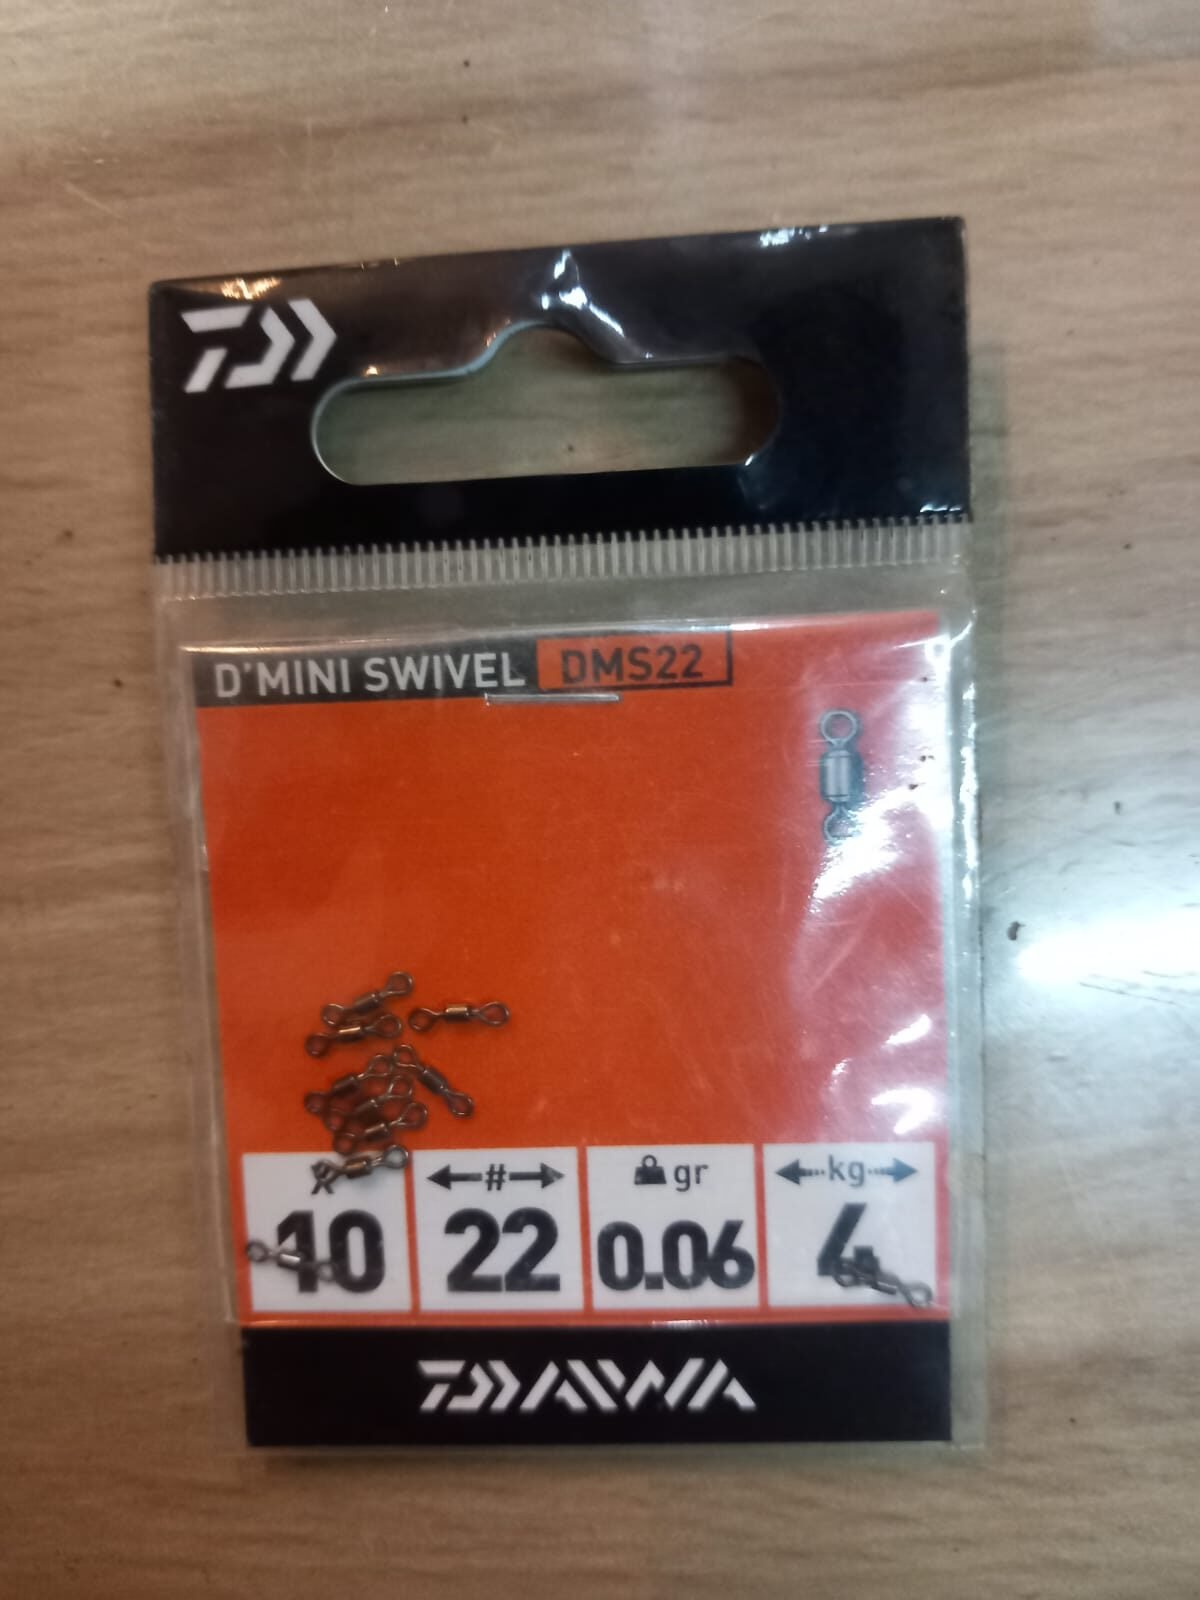 D'MINI SWIVEL DMS22
# gr kg
10 22 0.06 4
DAIWA